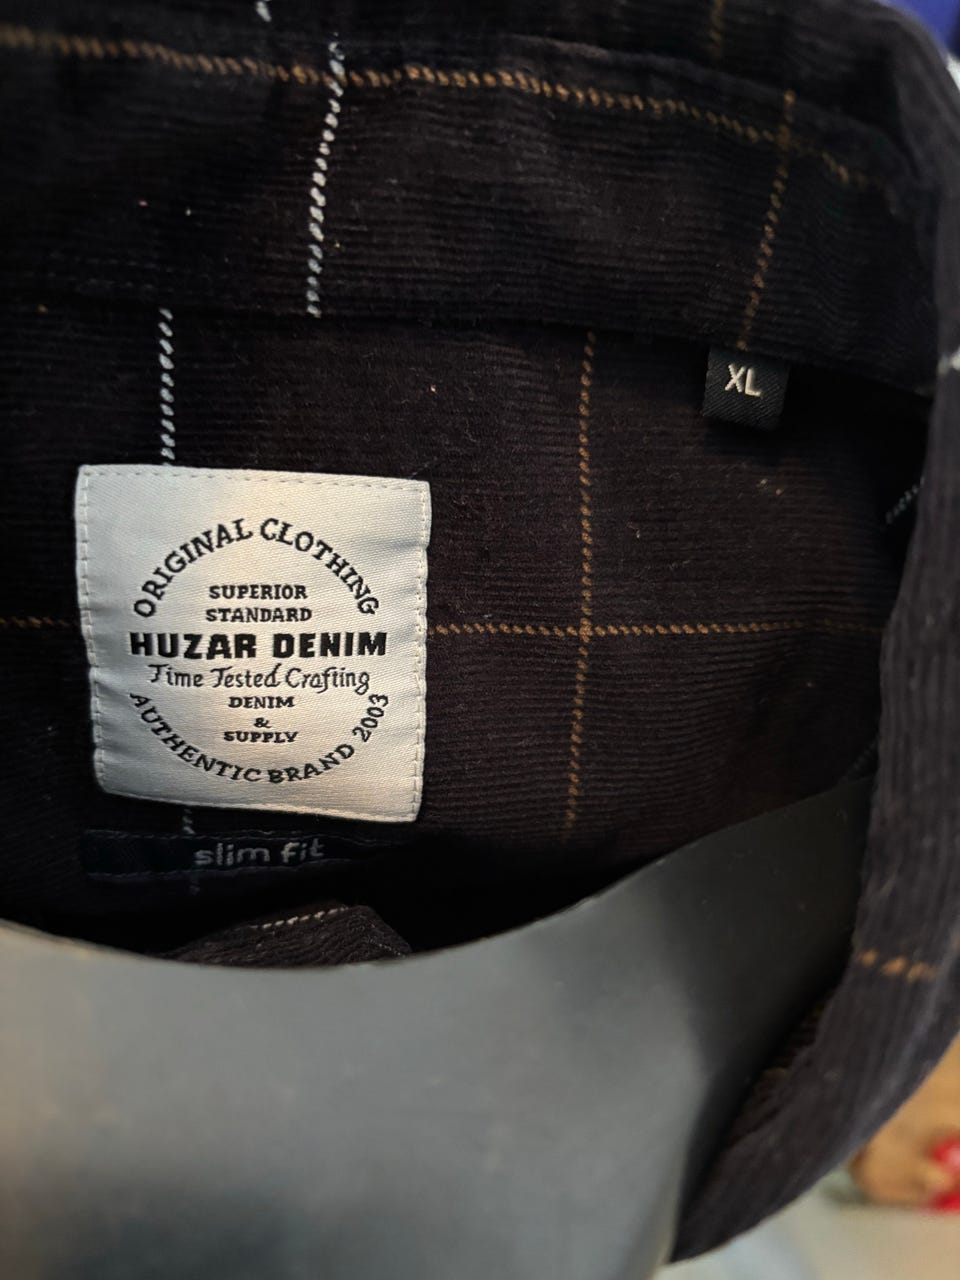 XL
ORIGINAL CLOTHING
SUPERIOR
STANDARD
HUZAR DENIM
Time Tested Crafting
DENIM
&
SUPPLY
AUTHENTIC BRAND 2003
slim fit